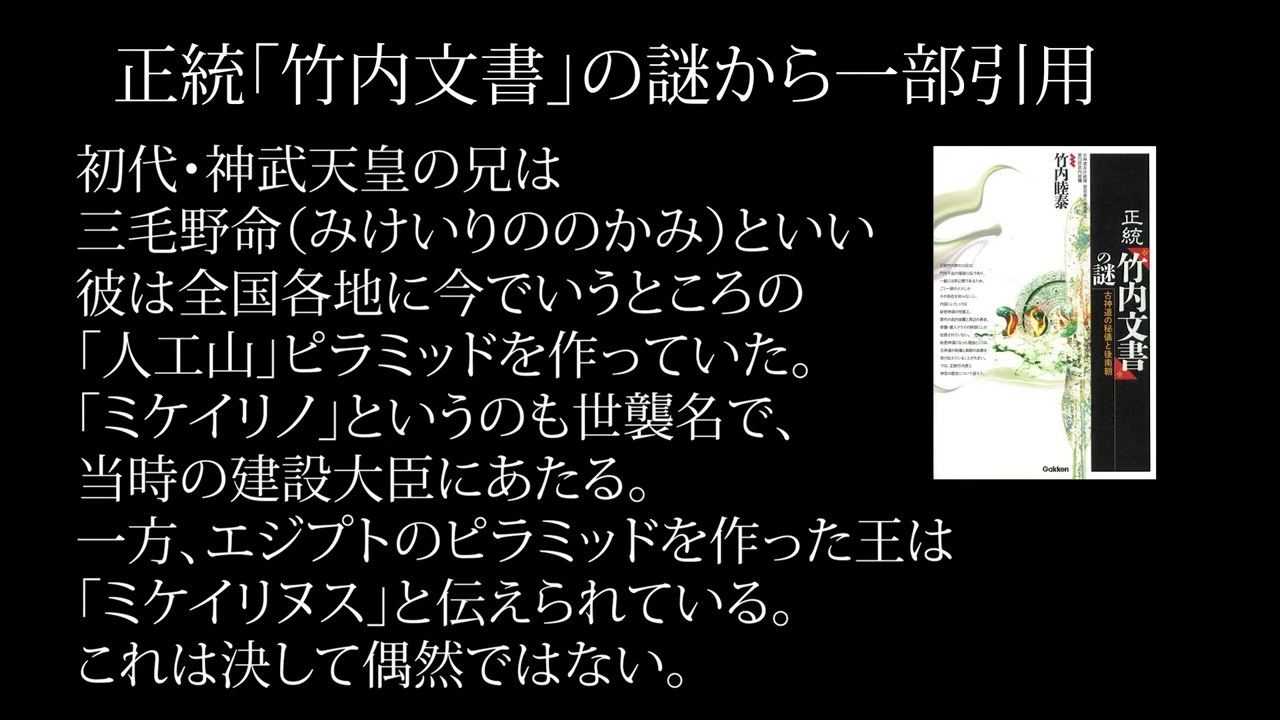 正統「竹内文書」の謎から一部引用
初代・神武天皇の兄は
三毛野命(みけいりののかみ)といい
彼は全国各地に今でいうところの
「人工山」ピラミッドを作っていた。
「ミケイリノ」というのも世襲名で、
当時の建設大臣にあたる。
一方、エジプトのピラミッドを作った王は
「ミケイリヌス」と伝えられている。
これは決して偶然ではない。
竹内睦泰
正統
竹内文書
の謎
古神道の秘儀と後南朝
Gakken